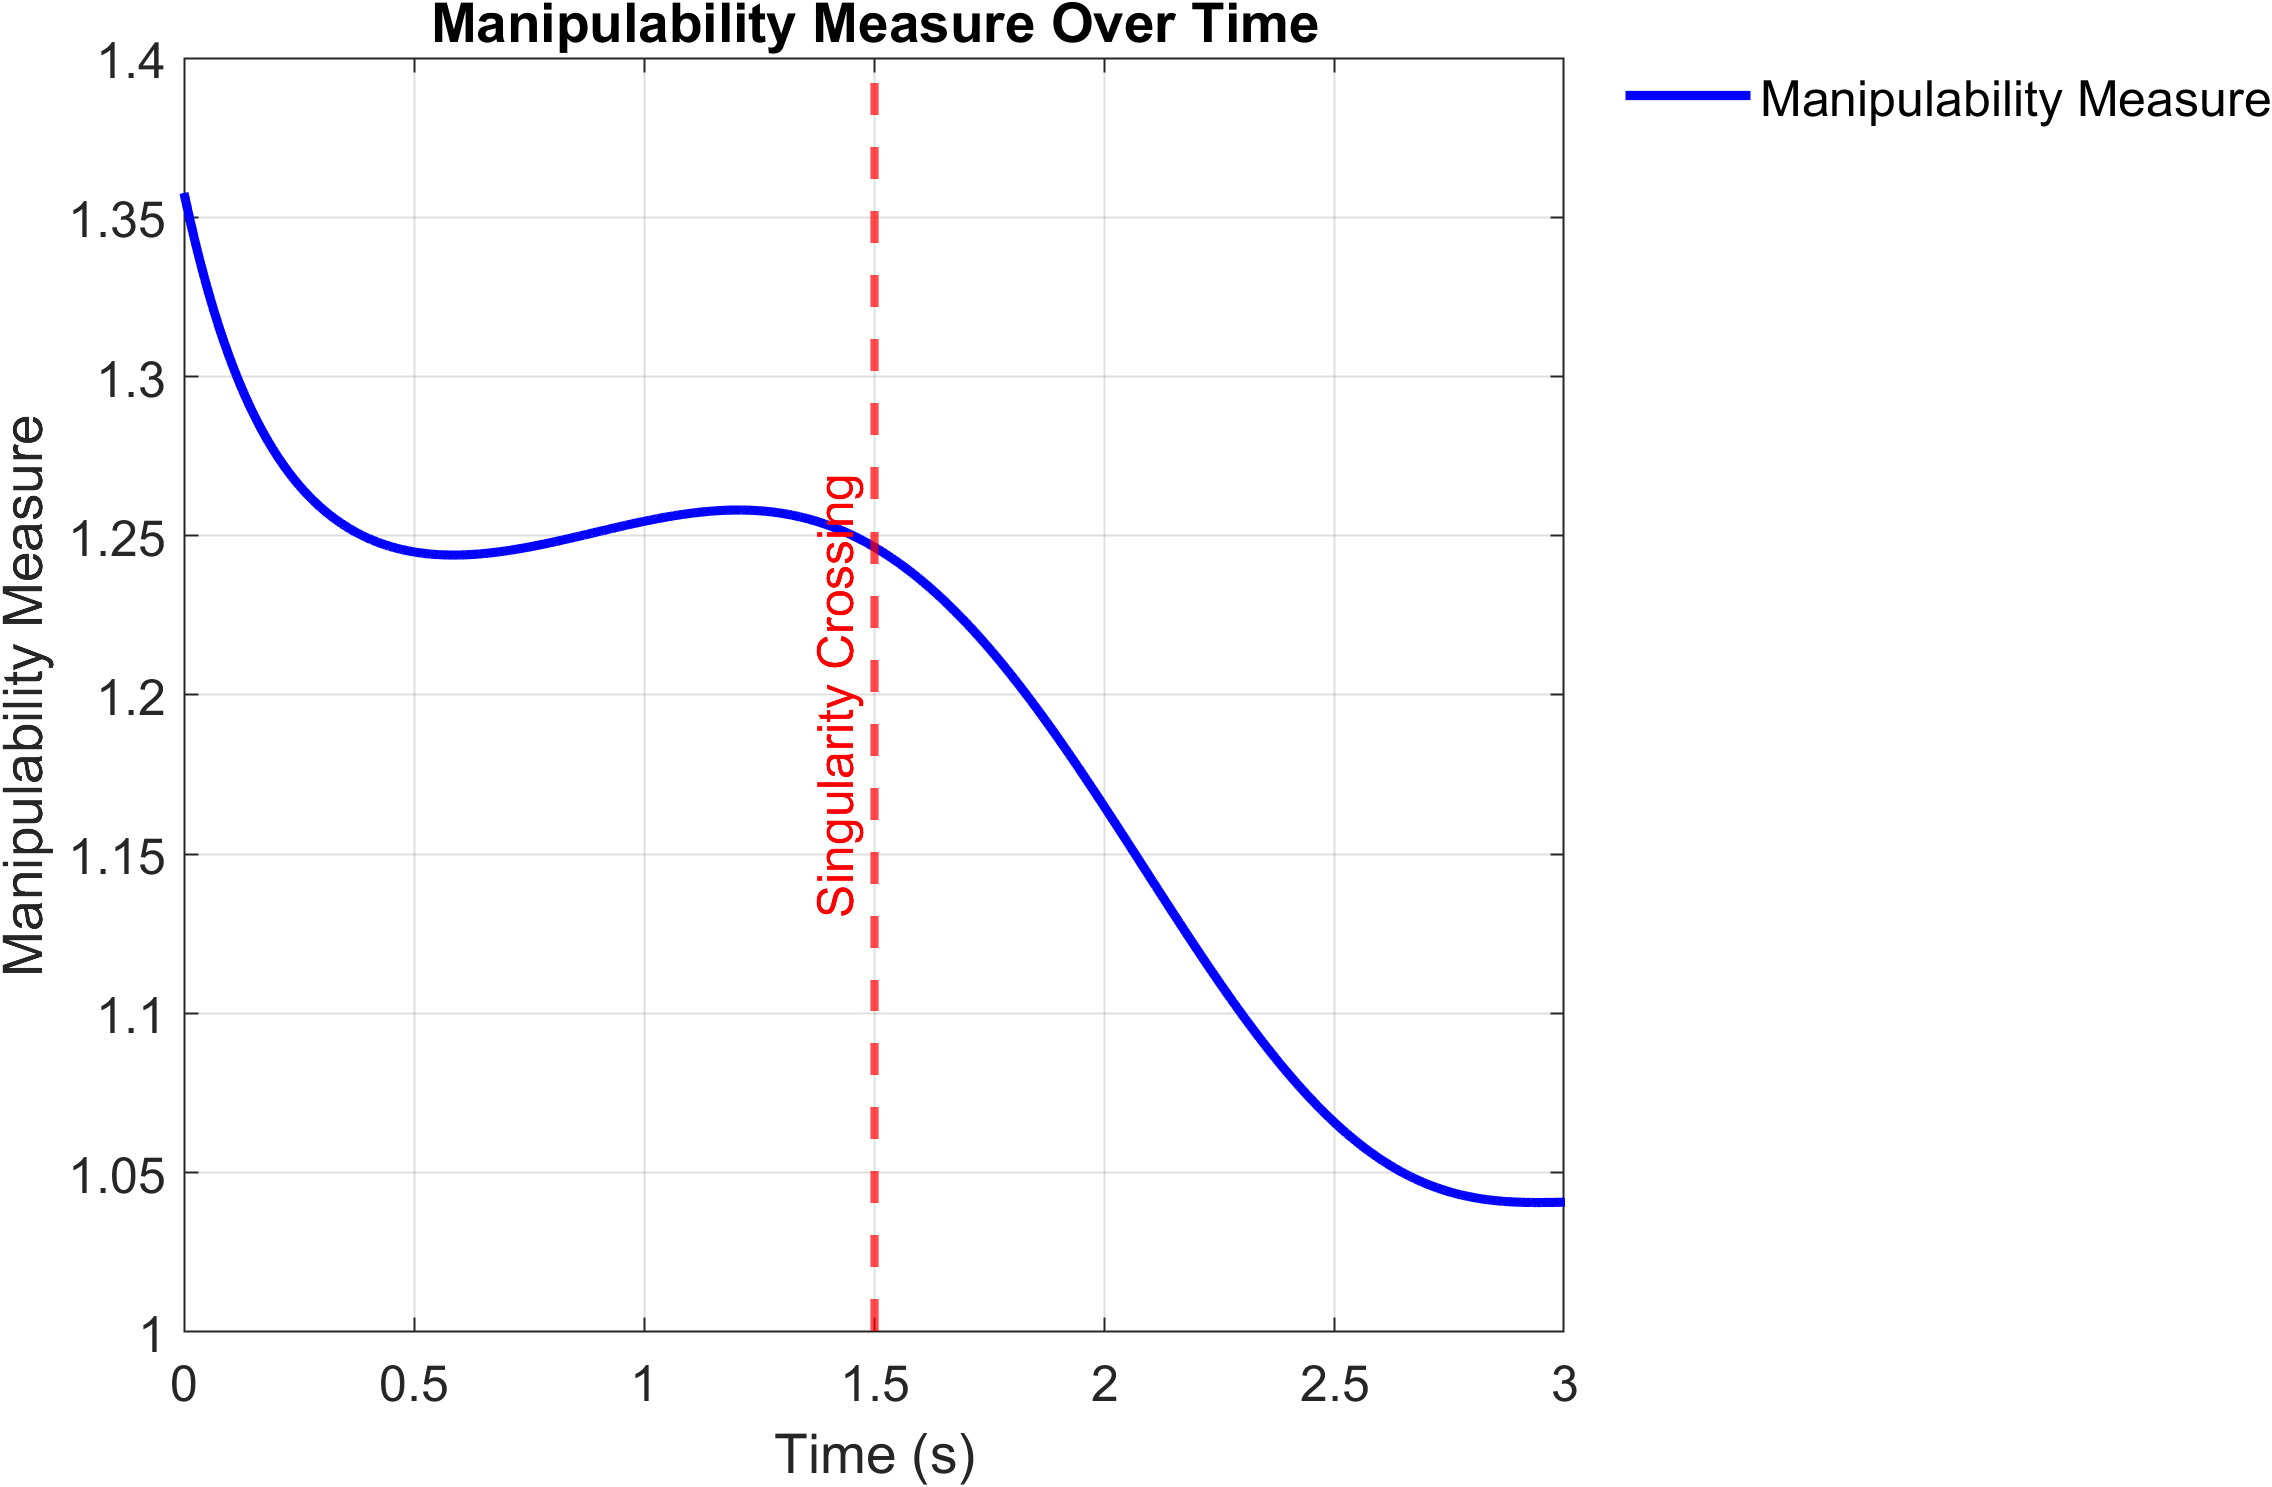 Manipulability Measure Over Time
Manipulability Measure
1.4
1.35
1.3
1.25
1.2
1.15
1.1
1.05
1
Manipulability Measure
Singularity Crossing
0 0.5 1 1.5 2 2.5 3
Time (s)